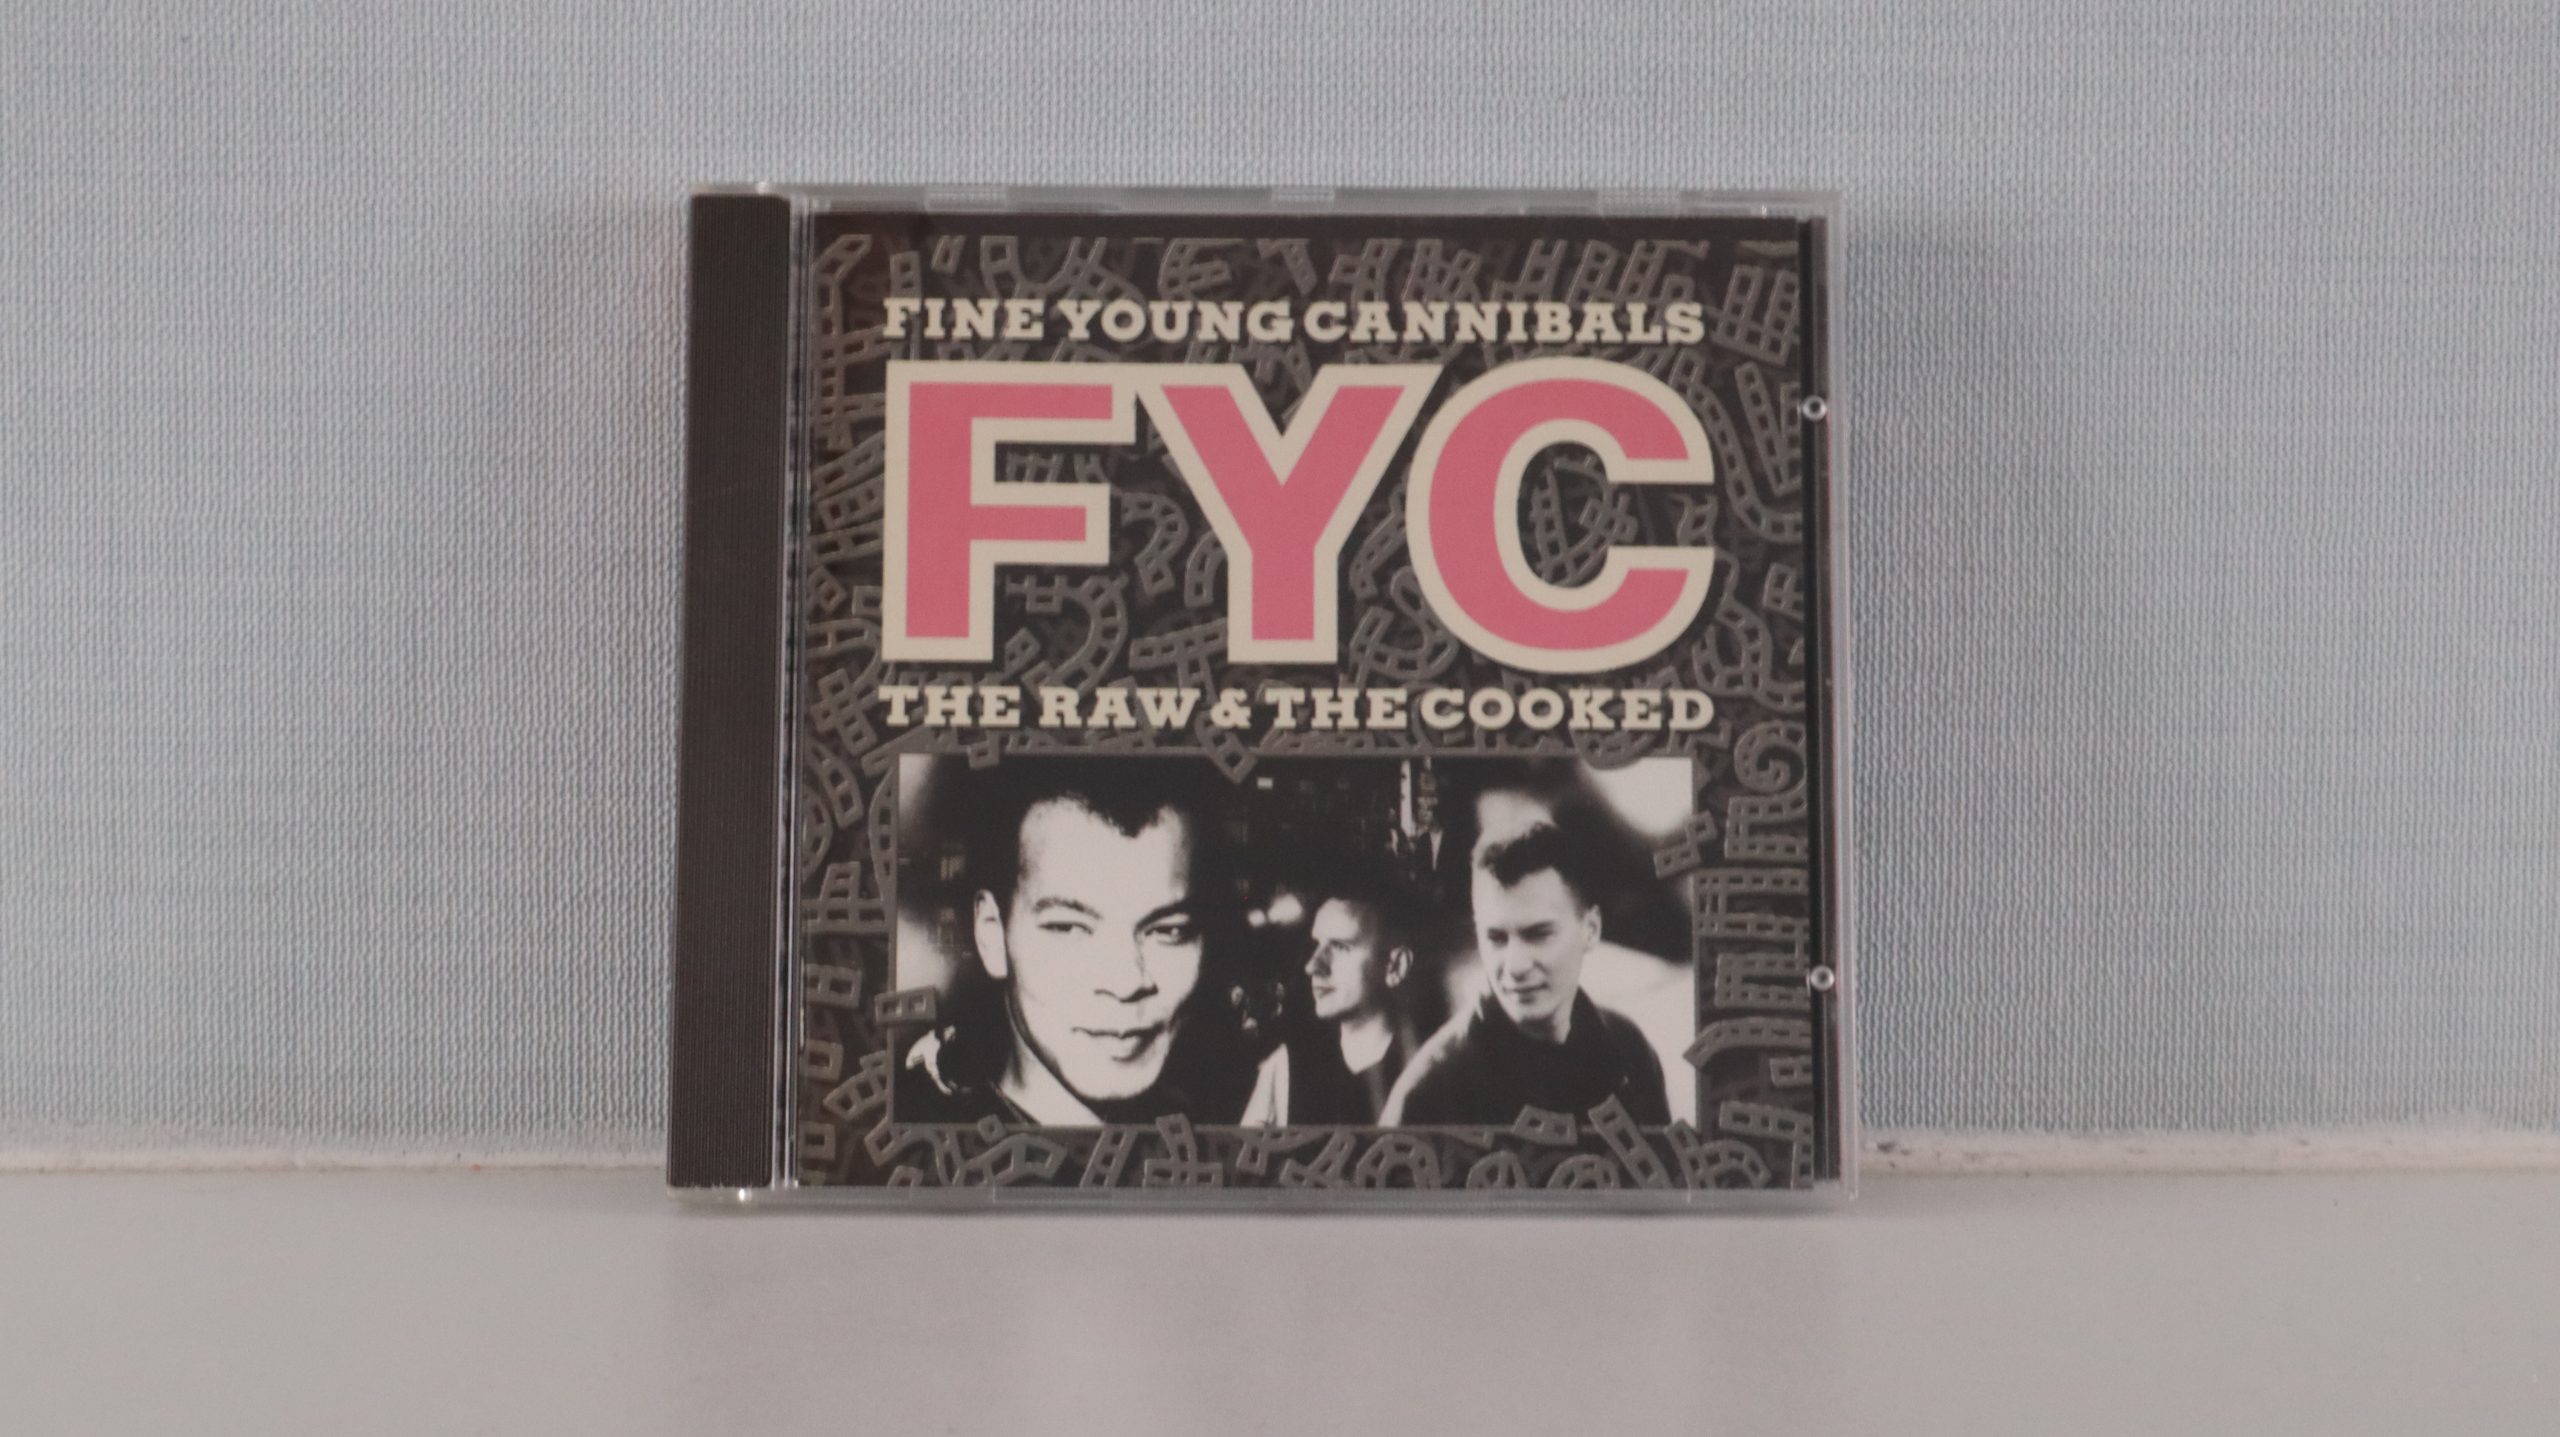 FINE YOUNG CANNIBALS
FYC
THE RAW & THE COOKED